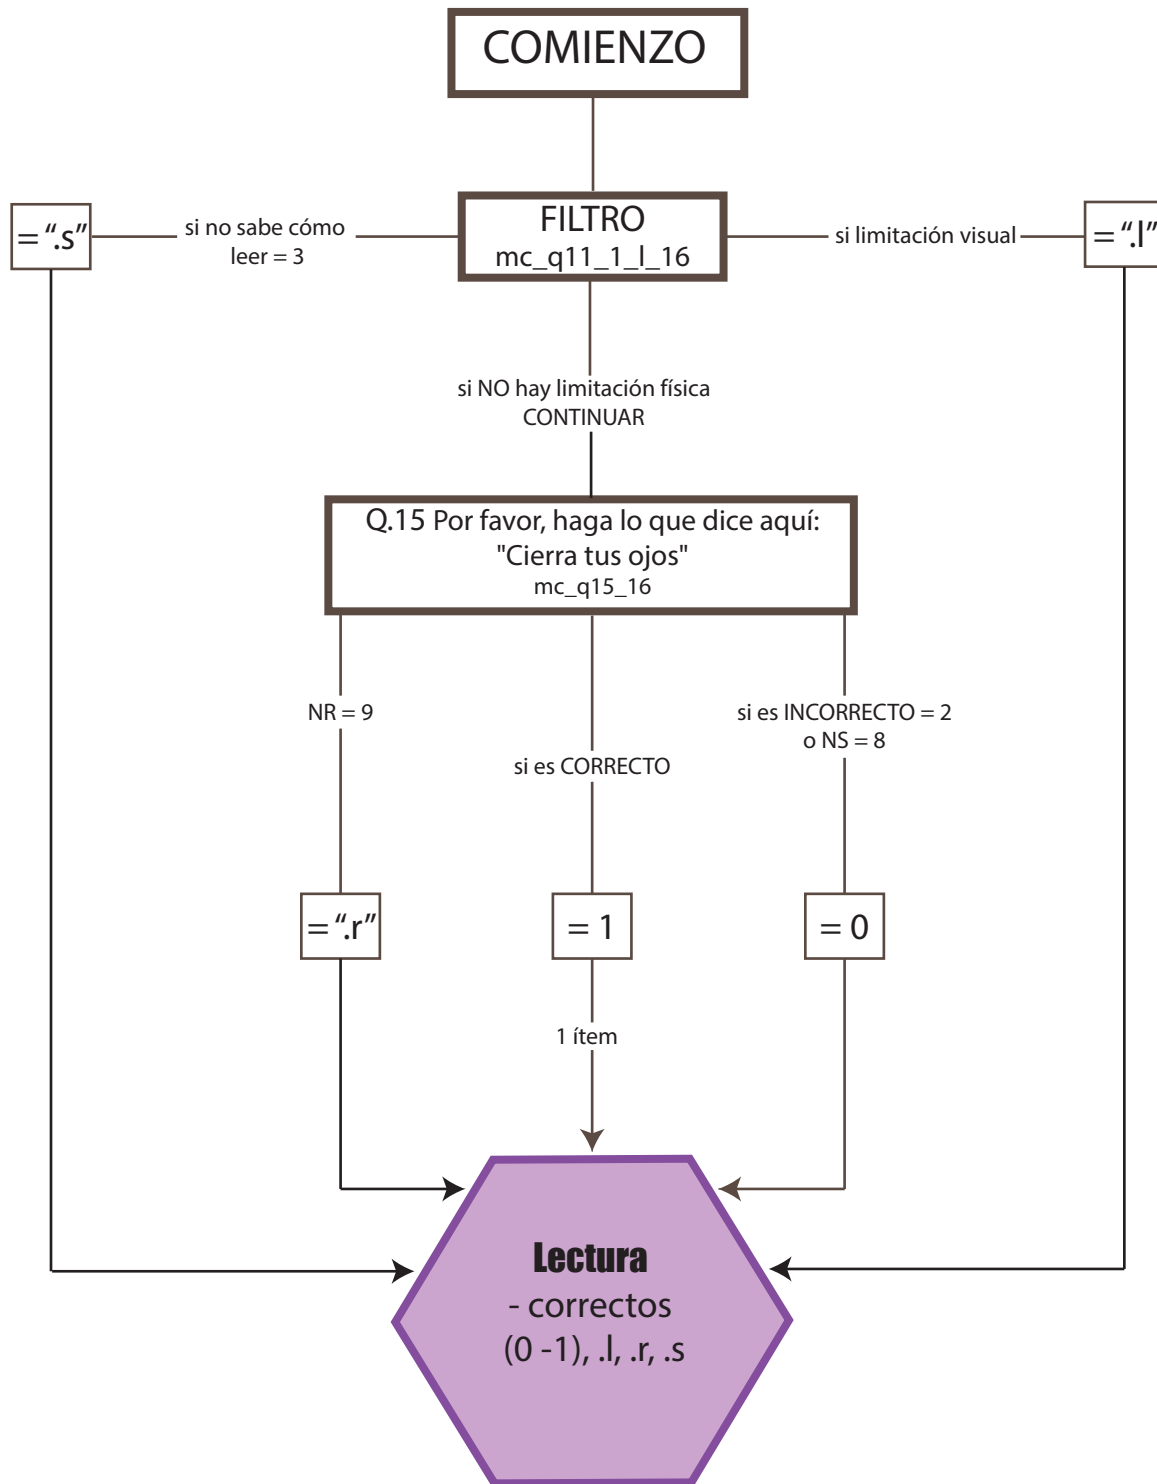 COMIENZO
FILTRO
mc_q11_1_l_16
= “.s”
si no sabe cómo
leer = 3
si limitación visual
= “.l”
si NO hay limitación física
CONTINUAR
Q.15 Por favor, haga lo que dice aquí:
"Cierra tus ojos"
mc_q15_16
NR = 9
si es CORRECTO
si es INCORRECTO = 2
o NS = 8
= “.r”
= 1
= 0
1 ítem
Lectura
- correctos
(0 -1), .l, .r, .s